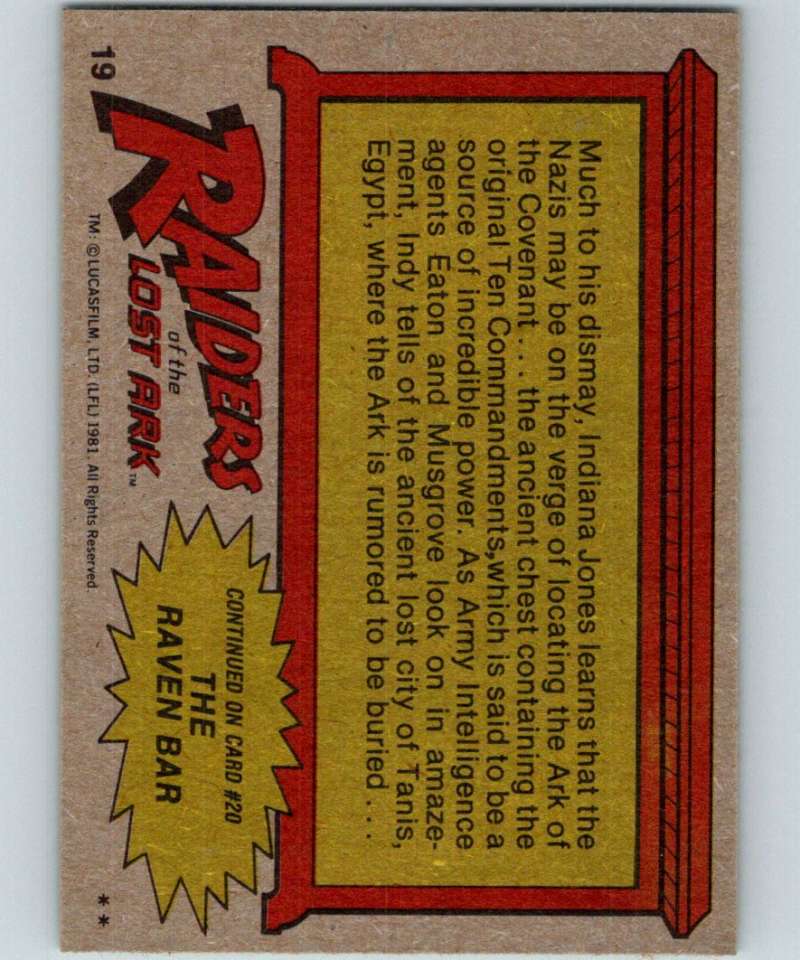 Much to his dismay, Indiana Jones learns that the
Nazis may be on the verge of locating the Ark of
the Covenant . . . the ancient chest containing the
original Ten Commandments,which is said to be a
source of incredible power. As Army Intelligence
agents Eaton and Musgrove look on in amaze-
ment, Indy tells of the ancient lost city of Tanis,
Egypt, where the Ark is rumored to be buried . . .
RAIDERS
of the
LOST ARK™
CONTINUED ON CARD #20
THE
RAVEN BAR
19
TM: ©LUCASFILM, LTD. (LFL) 1981. All Rights Reserved
* *